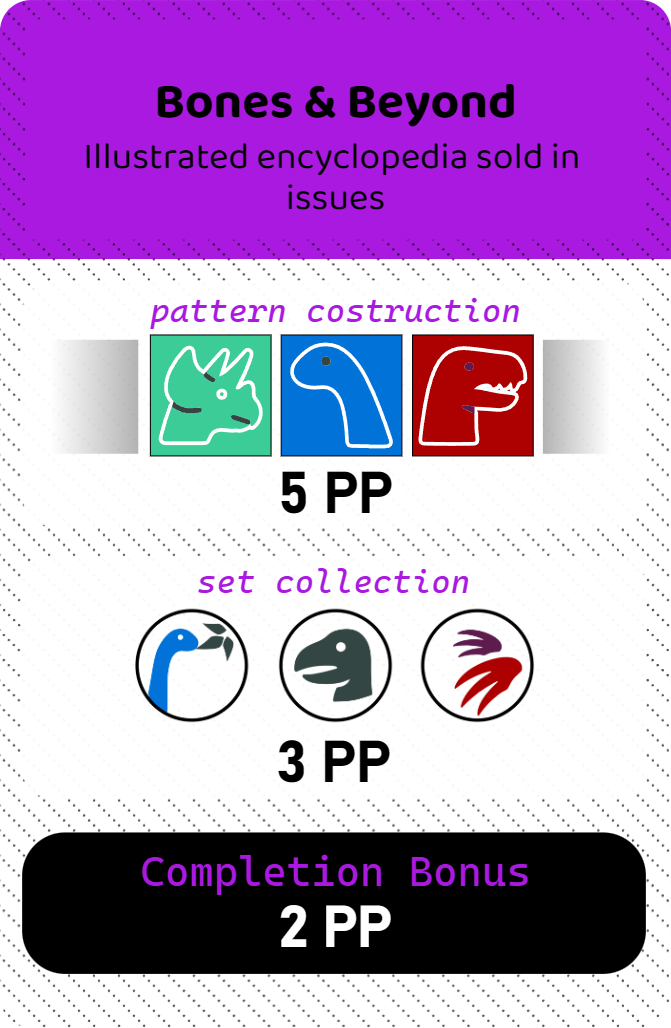 Bones & Beyond
Illustrated encyclopedia sold in
issues
pattern costruction
5 PP
set collection
3 PP
Completion Bonus
2 PP